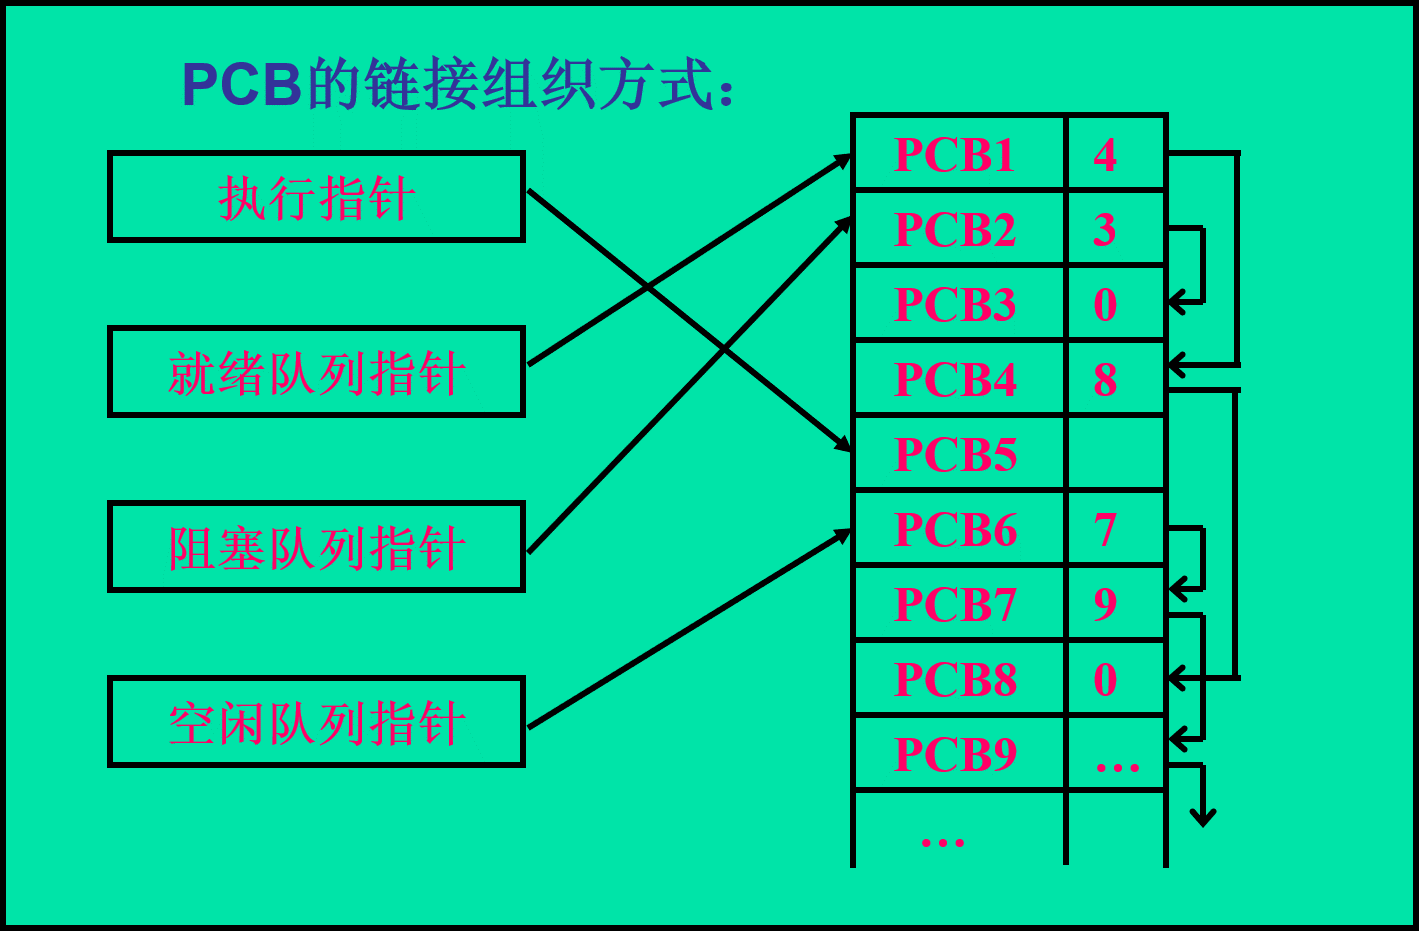 PCB的链接组织方式：
执行指针
就绪队列指针
阻塞队列指针
空闲队列指针
PCB1 4
PCB2 3
PCB3 0
PCB4 8
PCB5
PCB6 7
PCB7 9
PCB8 0
PCB9 …
…